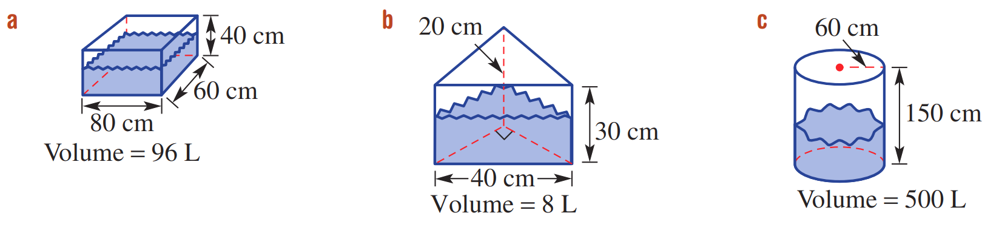 a
40 cm
60 cm
80 cm
Volume = 96 L
b
20 cm
30 cm
40 cm
Volume = 8 L
c
60 cm
150 cm
Volume = 500 L